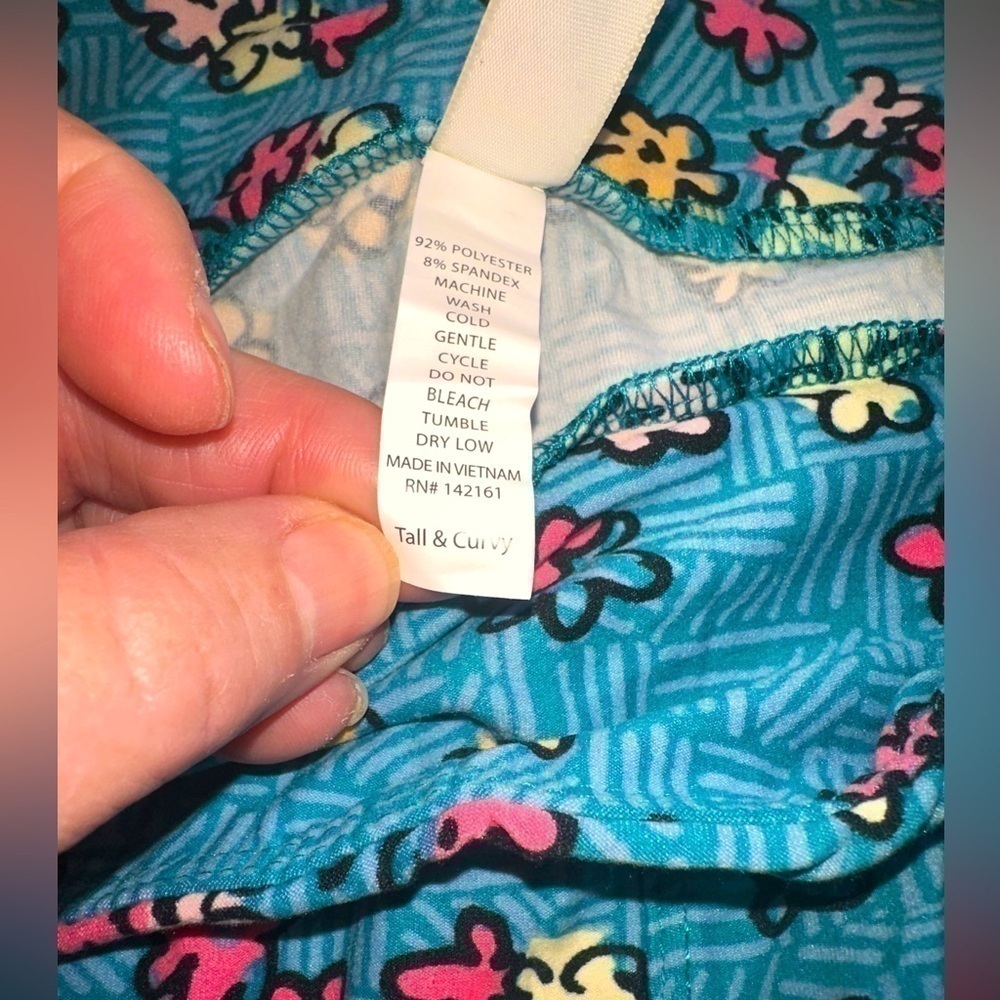 92% POLYESTER
8% SPANDEX
MACHINE
WASH
COLD
GENTLE
CYCLE
DO NOT
BLEACH
TUMBLE
DRY LOW
MADE IN VIETNAM
RN# 142161
Tall & Curvy